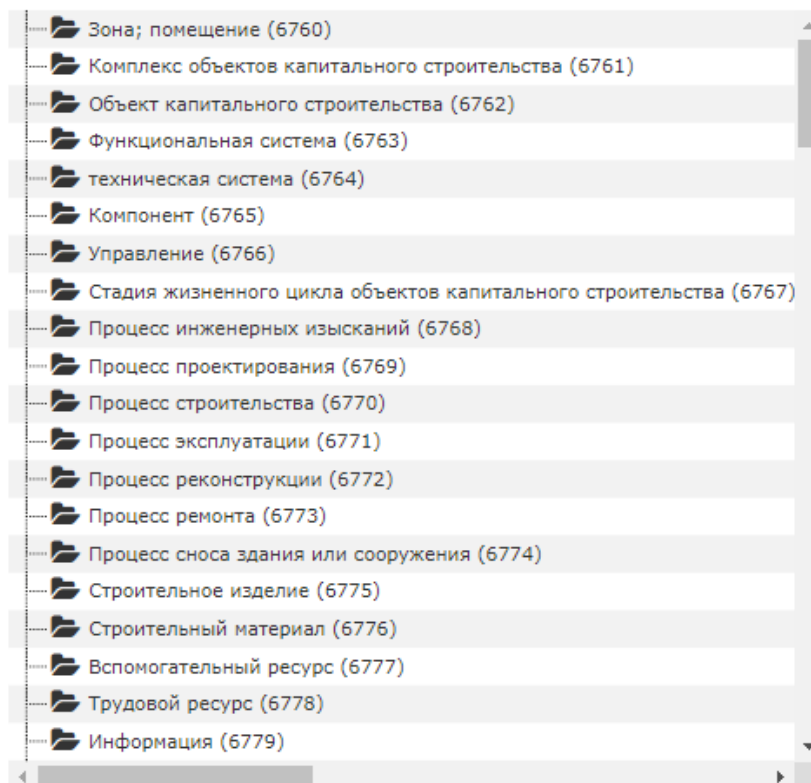 Зона; помещение (6760)
Комплекс объектов капитального строительства (6761)
Объект капитального строительства (6762)
Функциональная система (6763)
техническая система (6764)
Компонент (6765)
Управление (6766)
Стадия жизненного цикла объектов капитального строительства (6767)
Процесс инженерных изысканий (6768)
Процесс проектирования (6769)
Процесс строительства (6770)
Процесс эксплуатации (6771)
Процесс реконструкции (6772)
Процесс ремонта (6773)
Процесс сноса здания или сооружения (6774)
Строительное изделие (6775)
Строительный материал (6776)
Вспомогательный ресурс (6777)
Трудовой ресурс (6778)
Информация (6779)